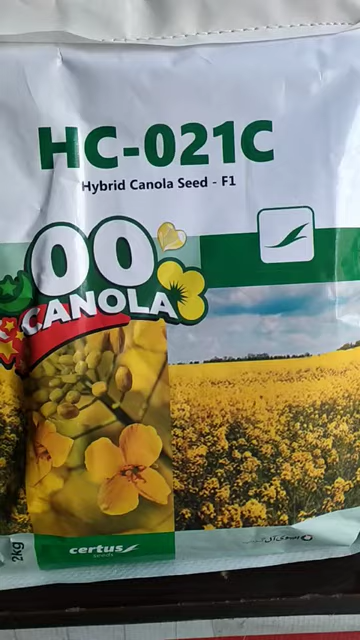 HC-021C
Hybrid Canola Seed - F1
00
CANOLA
2kg
certus
seeds